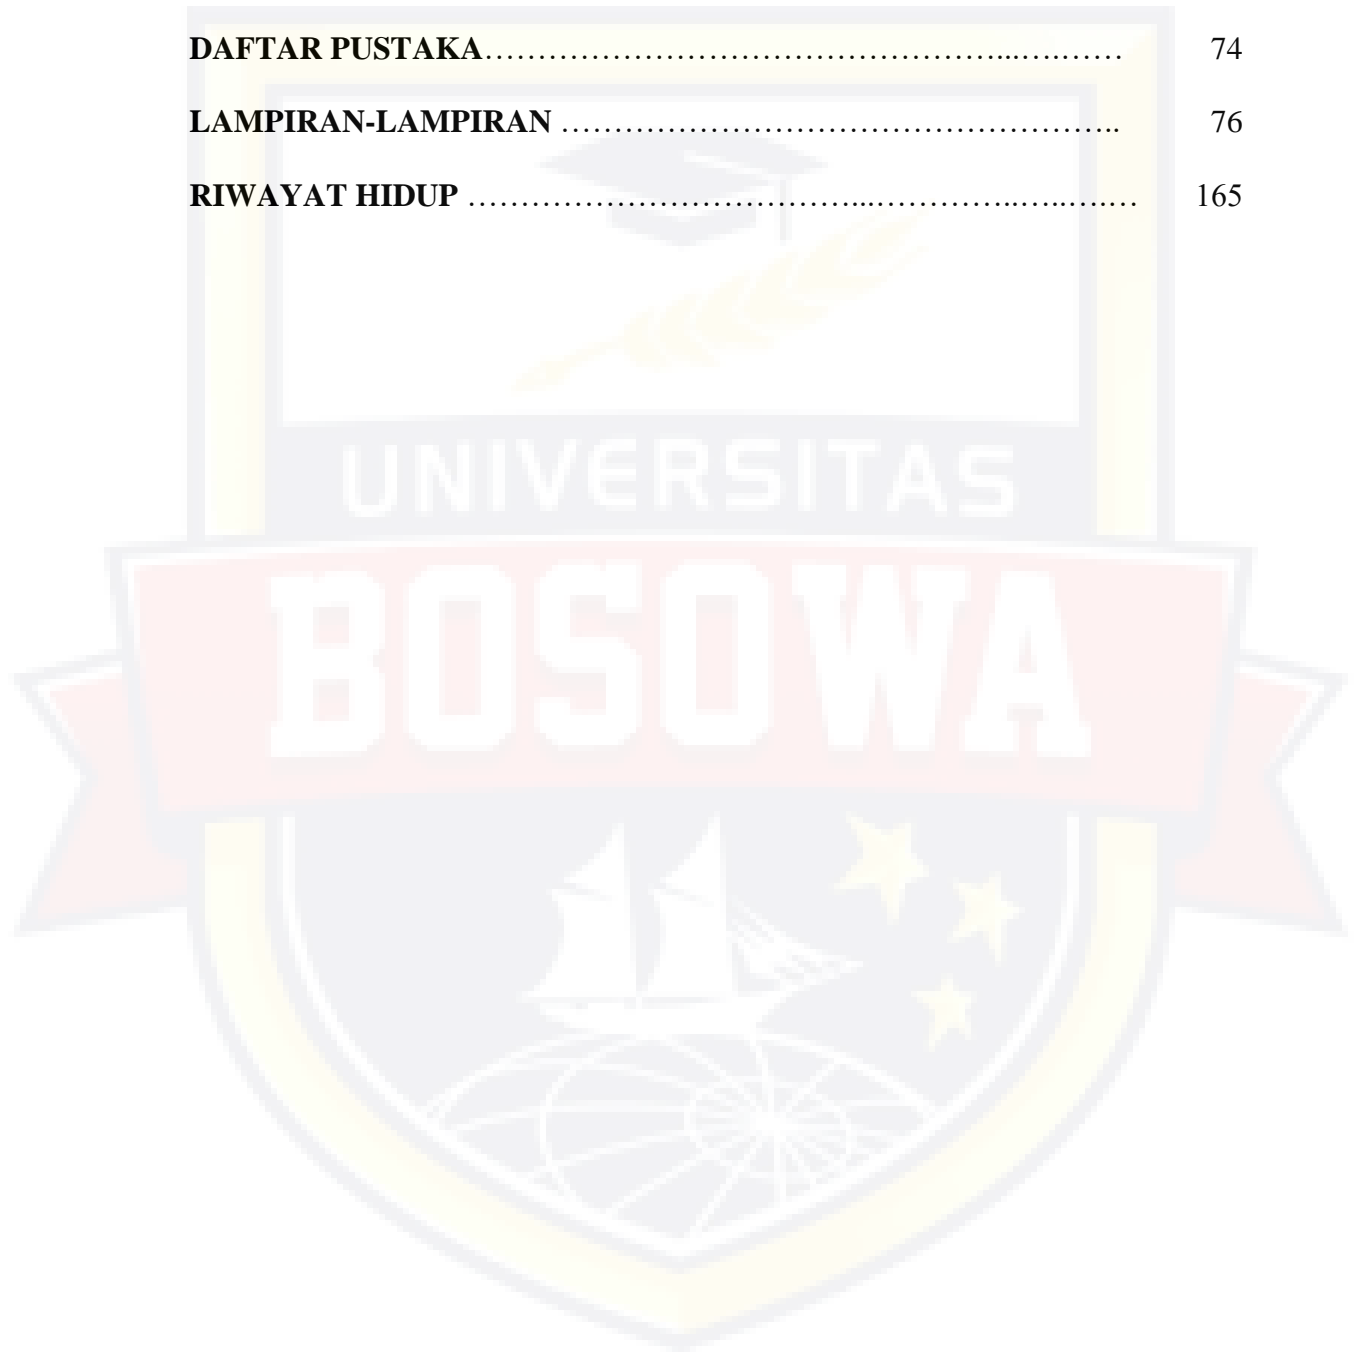 DAFTAR PUSTAKA……………………………………………...….…… 74
LAMPIRAN-LAMPIRAN …………………………………………….. 76
RIWAYAT HIDUP ………………………………...…………..…..….… 165
UNIVERSITAS
BOSOWA